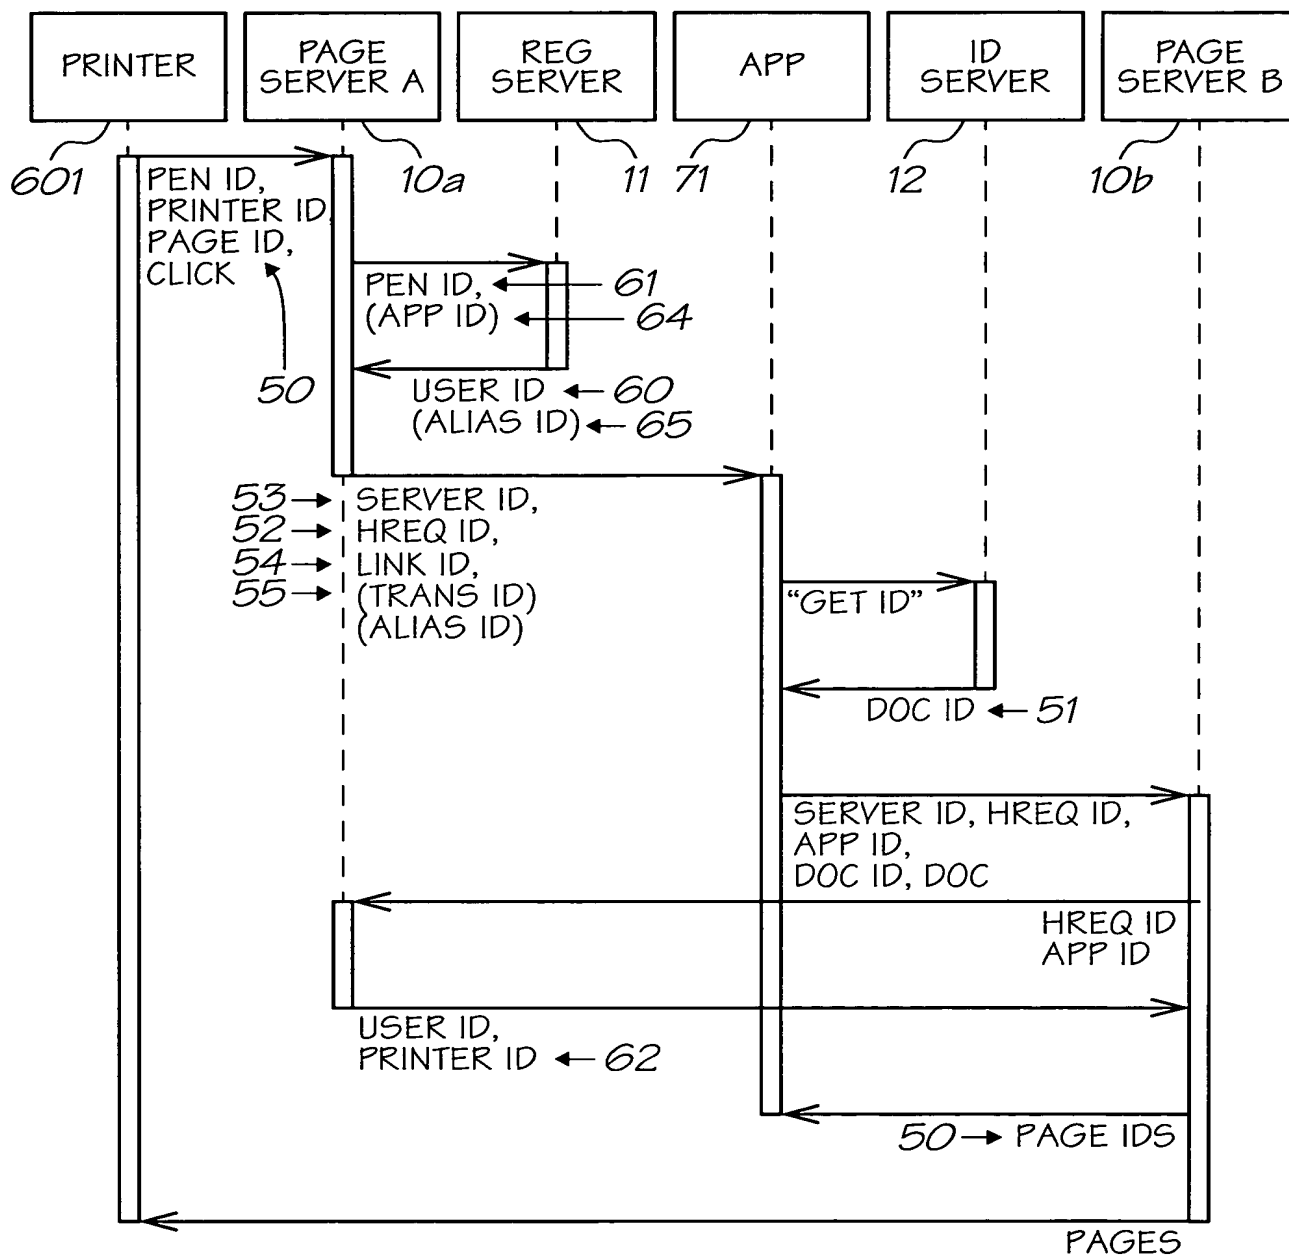 PRINTER
PAGE
SERVER A
REG
SERVER
APP
ID
SERVER
PAGE
SERVER B
601
10a
11
71
12
10b
PEN ID,
PRINTER ID
PAGE ID,
CLICK
50
PEN ID,
61
(APP ID)
64
USER ID
60
(ALIAS ID)
65
53
SERVER ID,
52
HREQ ID,
54
LINK ID,
55
(TRANS ID)
(ALIAS ID)
"GET ID"
DOC ID
51
SERVER ID, HREQ ID,
APP ID,
DOC ID, DOC
HREQ ID
APP ID
USER ID,
PRINTER ID
62
50
PAGE IDS
PAGES